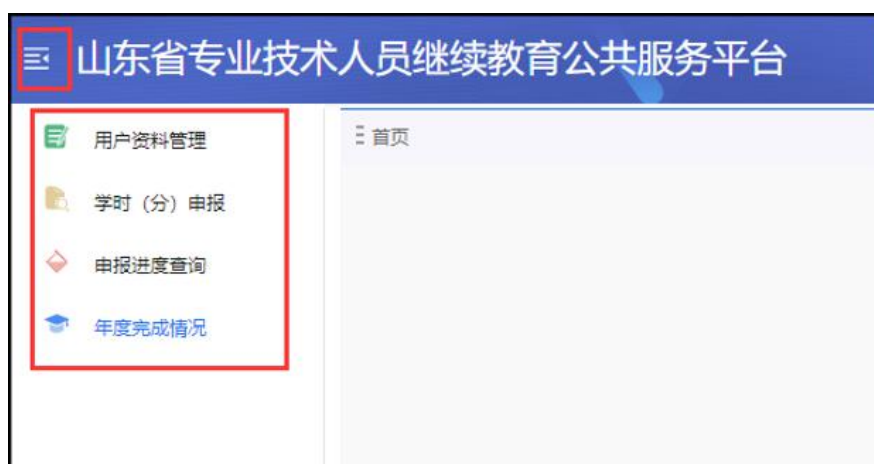 山东省专业技术人员继续教育公共服务平台
用户资料管理
首页
学时（分）申报
申报进度查询
年度完成情况